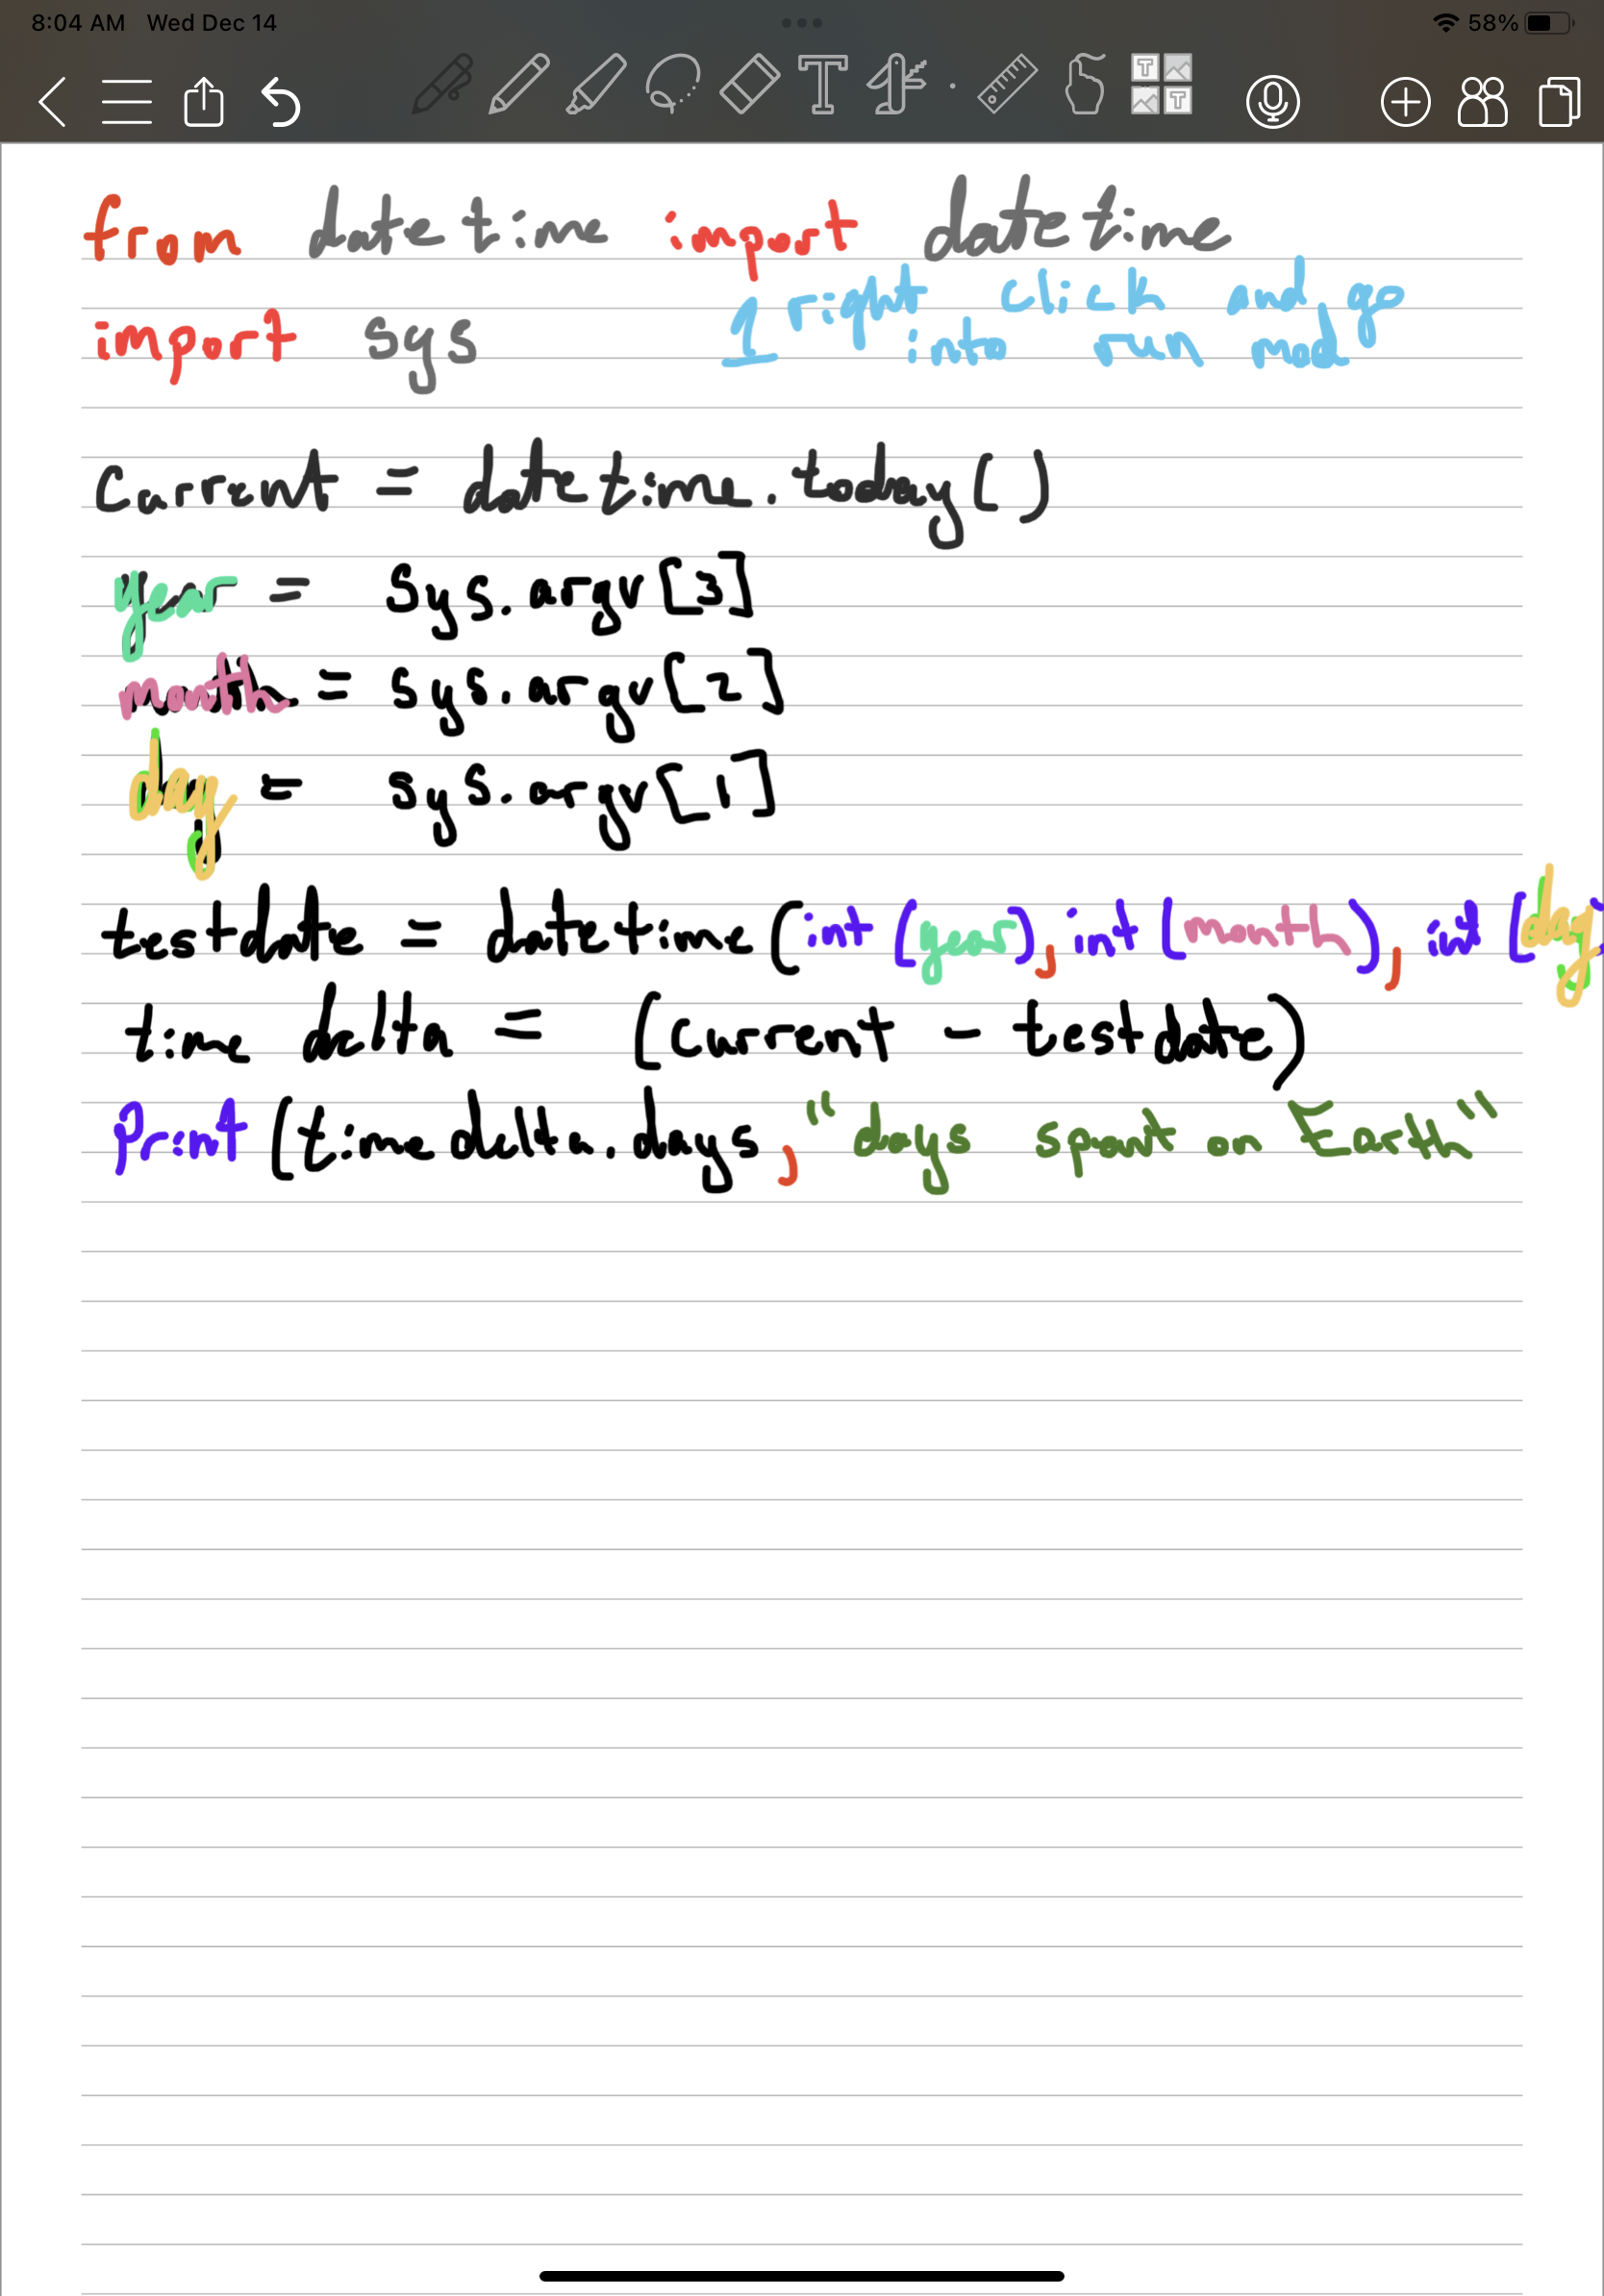 8:04 AM Wed Dec 14
58%
from datetime import datetime
1 right click and go
import sys
into run mod
current = datetime.today()
year = sys.argv[3]
month = sys.argv[2]
day = sys.argv[1]
testdate = datetime(int(year), int(month), int(day)
time delta = (current - testdate)
Print (time delta.days, "days spent on Earth"